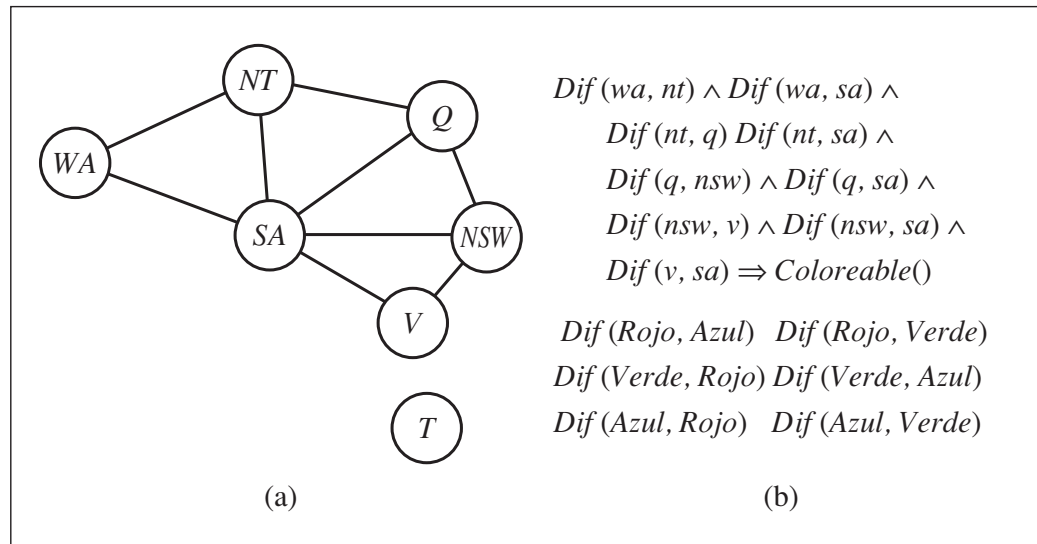 NT
Q
WA
SA
NSW
V
T
(a)
Dif (wa, nt) ∧ Dif (wa, sa) ∧
Dif (nt, q) Dif (nt, sa) ∧
Dif (q, nsw) ∧ Dif (q, sa) ∧
Dif (nsw, v) ∧ Dif (nsw, sa) ∧
Dif (v, sa) ⇒ Coloreable()
Dif (Rojo, Azul) Dif (Rojo, Verde)
Dif (Verde, Rojo) Dif (Verde, Azul)
Dif (Azul, Rojo) Dif (Azul, Verde)
(b)